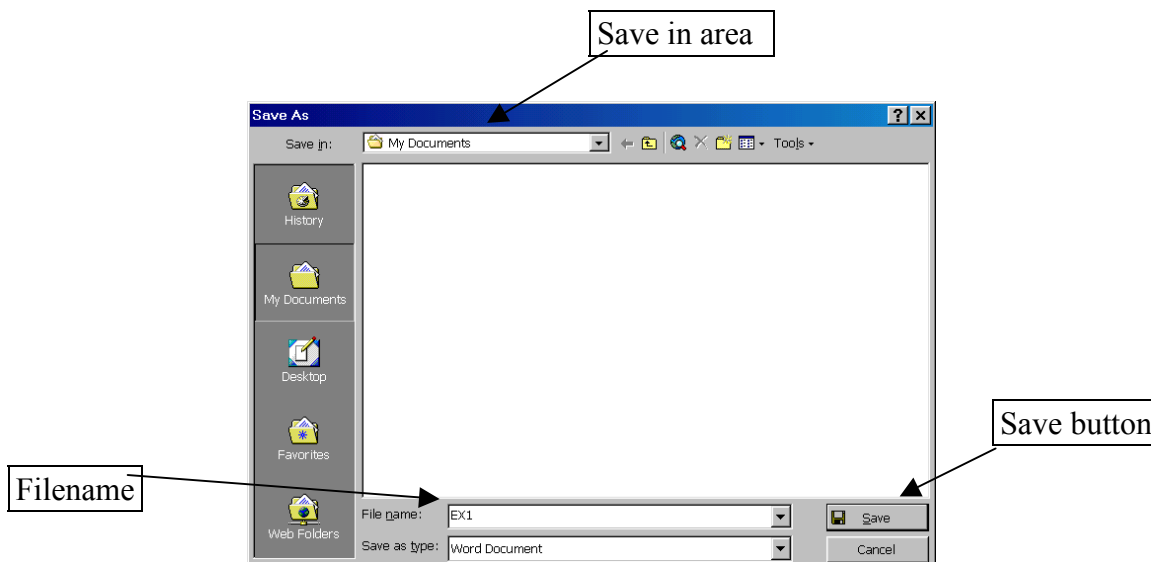 Save in area
Save As
Save in:
My Documents
Tools
History
My Documents
Desktop
Favorites
Web Folders
Save button
Filename
File name:
EX1
Save
Save as type:
Word Document
Cancel